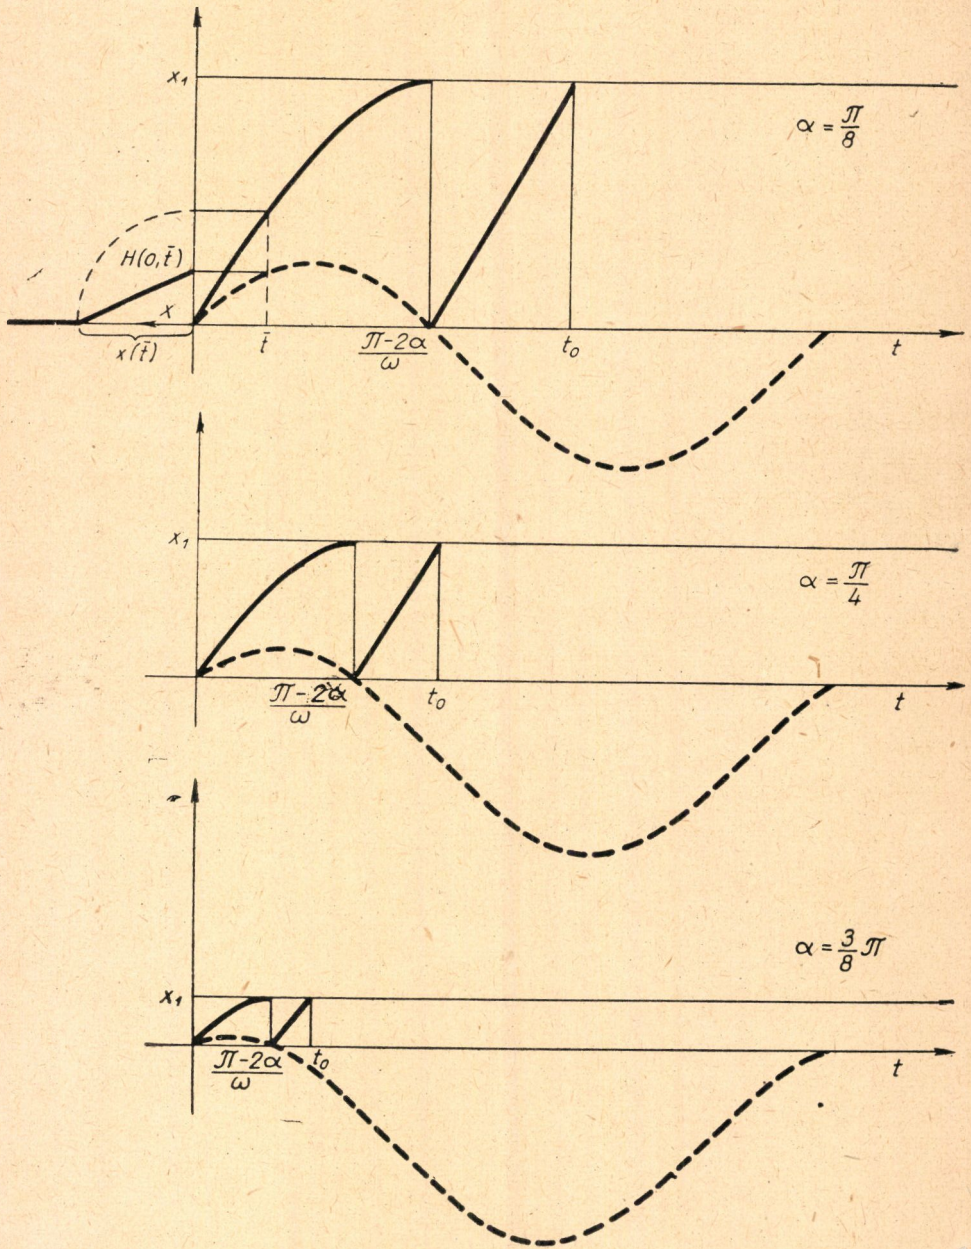 x₁
α = π/8
H(0, t̄)
x
x(t̄)
t̄
π-2α/ω
t₀
t
x₁
α = π/4
π-2α/ω
t₀
t
α = 3/8 π
x₁
π-2α/ω
t₀
t